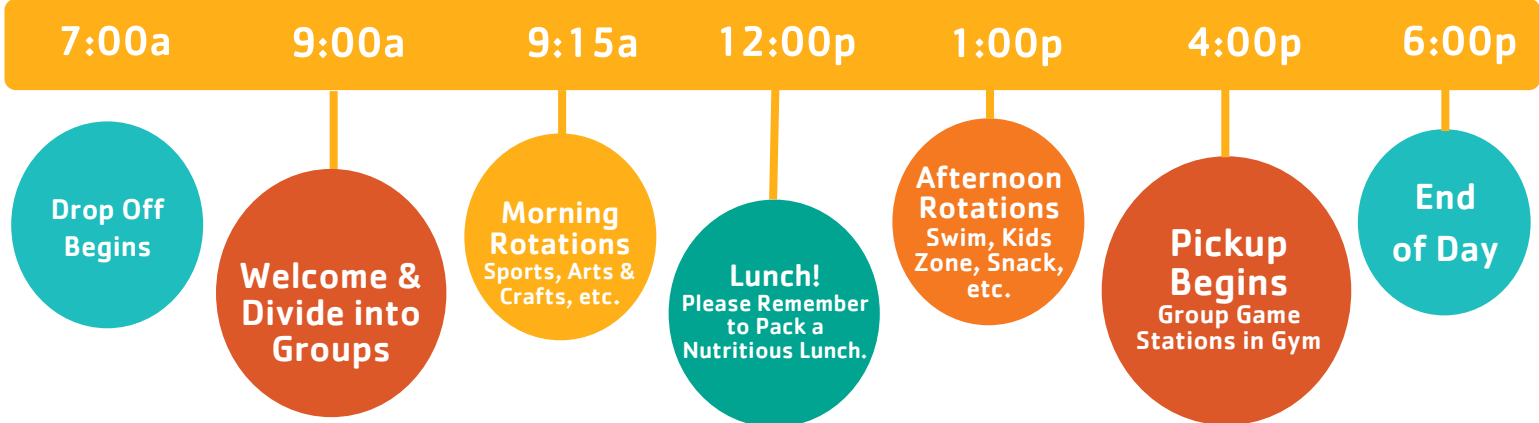 7:00a
9:00a
9:15a
12:00p
1:00p
4:00p
6:00p
Drop Off
Begins
Welcome &
Divide into
Groups
Morning
Rotations
Sports, Arts &
Crafts, etc.
Lunch!
Please Remember
to Pack a
Nutritious Lunch.
Afternoon
Rotations
Swim, Kids
Zone, Snack,
etc.
Pickup
Begins
Group Game
Stations in Gym
End
of Day